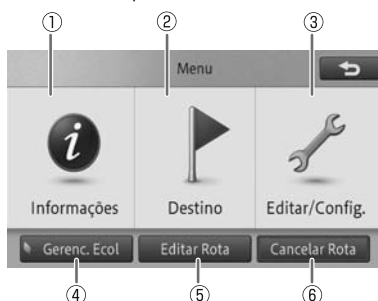 ① ② ③
Menu
Informações Destino Editar/Config.
Gerenc. Ecol Editar Rota Cancelar Rota
④ ⑤ ⑥